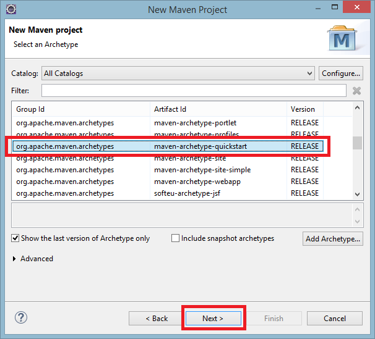 New Maven Project
New Maven project
Select an Archetype
M
Catalog: All Catalogs Configure...
Filter:
Group Id Artifact Id Version
org.apache.maven.archetypes maven-archetype-portlet RELEASE
org.apache.maven.archetypes maven-archetype-profiles RELEASE
org.apache.maven.archetypes maven-archetype-quickstart RELEASE
org.apache.maven.archetypes maven-archetype-site RELEASE
org.apache.maven.archetypes maven-archetype-site-simple RELEASE
org.apache.maven.archetypes maven-archetype-webapp RELEASE
org.apache.maven.archetypes softeu-archetype-jsf RELEASE
Show the last version of Archetype only Include snapshot archetypes Add Archetype...
Advanced
? < Back Next > Finish Cancel